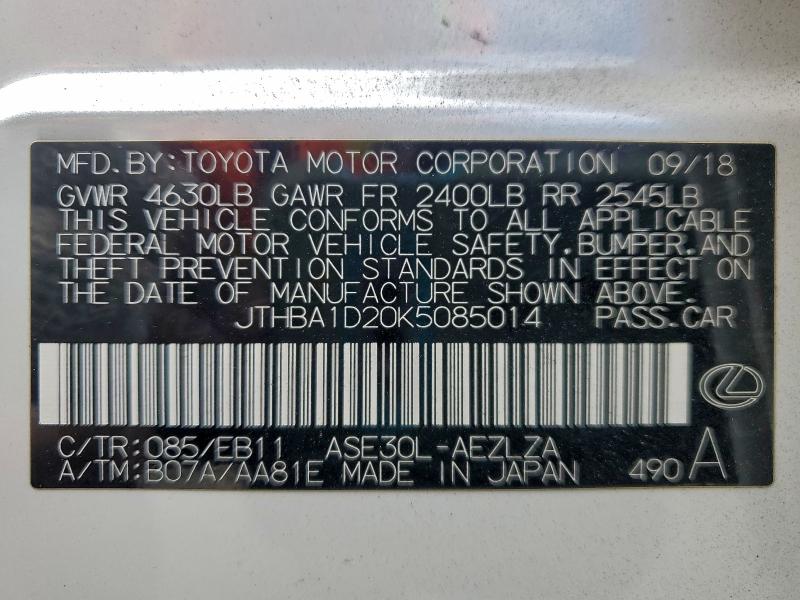 MFD.BY:TOYOTA MOTOR CORPORATION 09/18
GVWR 4630LB GAWR FR 2400LB RR 2545LB
THIS VEHICLE CONFORMS TO ALL APPLICABLE
FEDERAL MOTOR VEHICLE SAFETY,BUMPER,AND
THEFT PREVENTION STANDARDS IN EFFECT ON
THE DATE OF MANUFACTURE SHOWN ABOVE.
JTHBA1D20K5085014 PASS.CAR
C/TR:085/EB11 ASE30L-AEZLZA
A/TM:B07A/AA81E MADE IN JAPAN 490 A